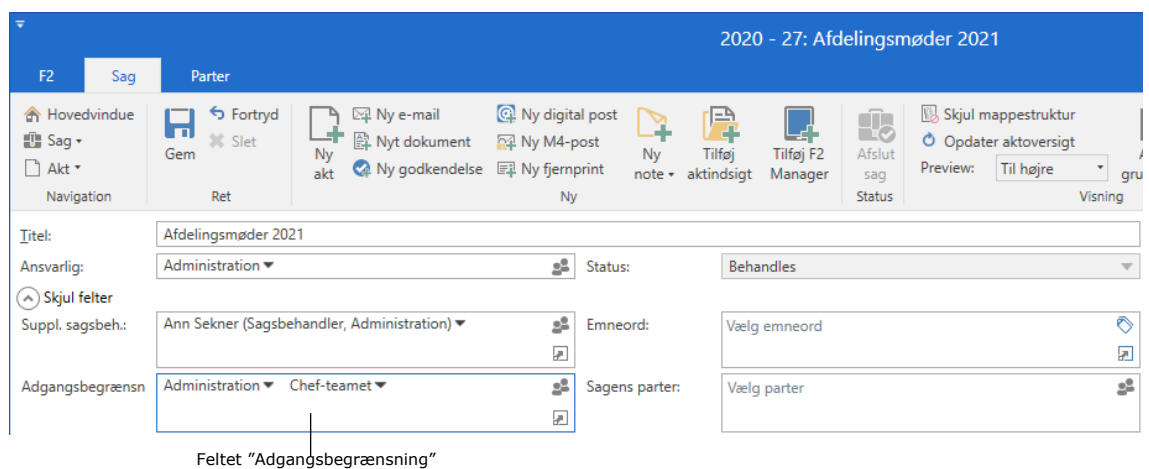 2020 - 27: Afdelingsmøder 2021
F2 Sag Parter
Hovedvindue
Sag
Akt
Navigation
Gem
Fortryd
Slet
Ret
Ny akt
Ny e-mail
Nyt dokument
Ny godkendelse
Ny digital post
Ny M4-post
Ny fjernprint
Ny note
Tilføj aktindsigt
Tilføj F2 Manager
Ny
Afslut sag
Status
Skjul mappestruktur
Opdater aktoversigt
Preview: Til højre
gru
Visning
Titel: Afdelingsmøder 2021
Ansvarlig: Administration Status: Behandles
Skjul felter
Suppl. sagsbeh.: Ann Sekner (Sagsbehandler, Administration) Emneord: Vælg emneord
Adgangsbegrænsn Administration Chef-teamet Sagens parter: Vælg parter
Feltet ”Adgangsbegrænsning”